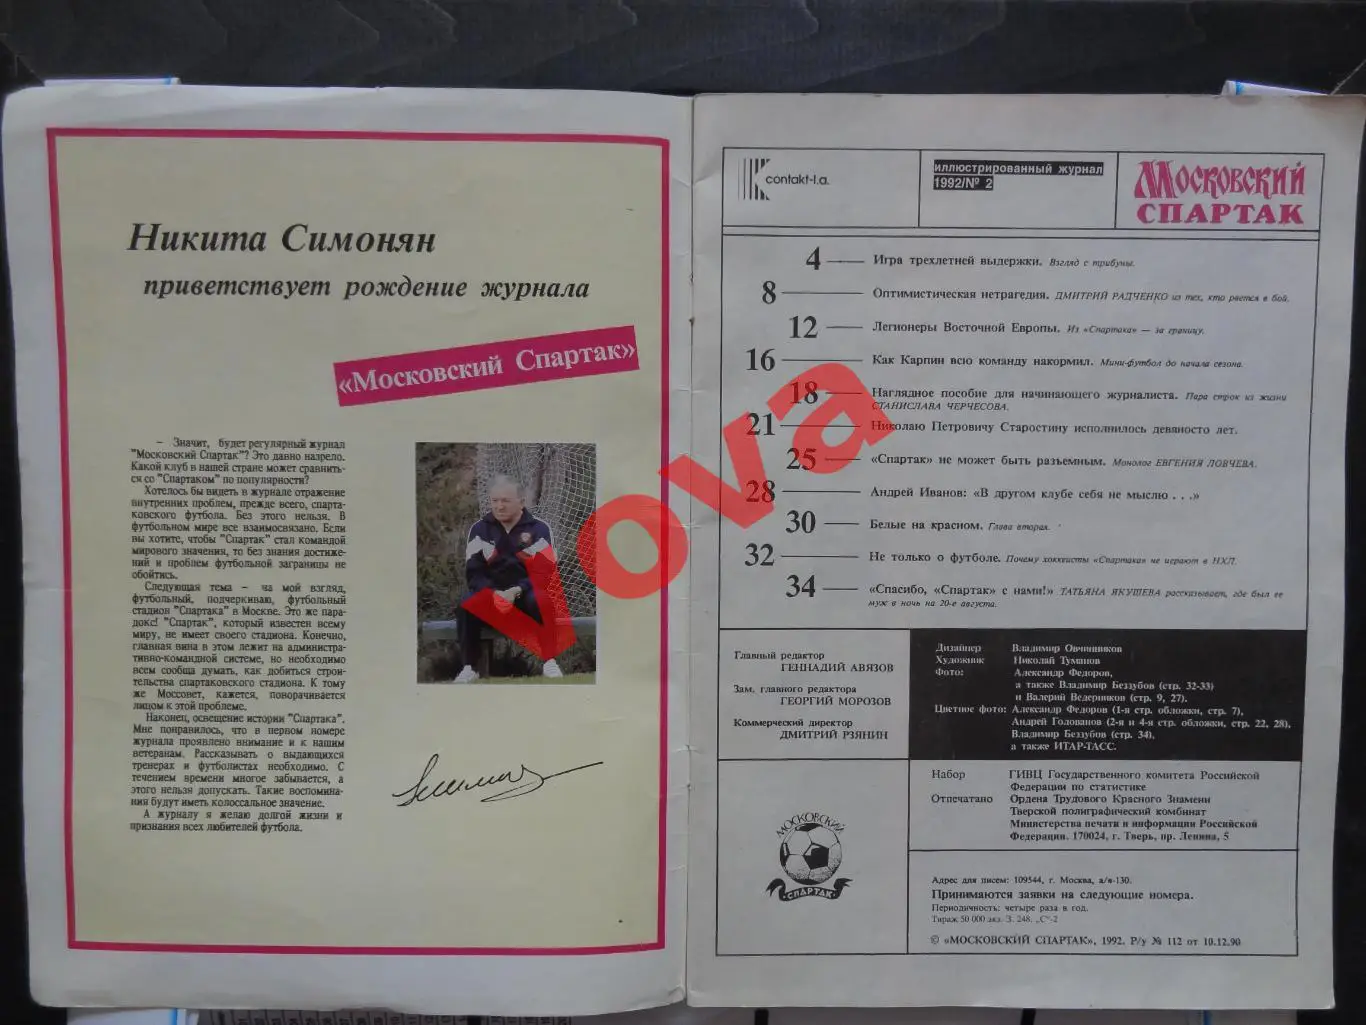 Никита Симонян
приветствует рождение журнала
«Московский Спартак»
– Значит, будет регулярный журнал
"Московский Спартак"? Это давно назрело.
Какой клуб в нашей стране может сравнить-
ся со "Спартаком" по популярности?
Хотелось бы видеть в журнале отражение
внутренних проблем, прежде всего, спарта-
ковского футбола. Без этого нельзя. В
футбольном мире все взаимосвязано. Если
вы хотите, чтобы "Спартак" стал командой
мирового значения, то без знания достиже-
ний и проблем футбольной заграницы не
обойтись.
Следующая тема – на мой взгляд,
футбольный, подчеркиваю, футбольный
стадион "Спартака" в Москве. Это же пара-
докс! "Спартак", который известен всему
миру, не имеет своего стадиона. Конечно,
главная вина в этом лежит на администра-
тивно-командной системе, но необходимо
всем сообща думать, как добиться строи-
тельства спартаковского стадиона. К тому
же Моссовет, кажется, поворачивается
лицом к этой проблеме.
Наконец, освещение истории "Спартака".
Мне понравилось, что в первом номере
журнала проявлено внимание и к нашим
ветеранам. Рассказывать о выдающихся
тренерах и футболистах необходимо. С
течением времени многое забывается, а
этого нельзя допускать. Такие воспомина-
ния будут иметь колоссальное значение.
А журналу я желаю долгой жизни и
признания всех любителей футбола.
contakt-l.a.
иллюстрированный журнал
1992/№ 2
Московский
СПАРТАК
4 Игра трехлетней выдержки. Взгляд с трибуны.
8 Оптимистическая нетрагедия. ДМИТРИЙ РАДЧЕНКО из тех, кто рвется в бой.
12 Легионеры Восточной Европы. Из «Спартака» — за границу.
16 Как Карпин всю команду накормил. Мини-футбол до начала сезона.
18 Наглядное пособие для начинающего журналиста. Пара строк из жизни
СТАНИСЛАВА ЧЕРЧЕСОВА.
21 Николаю Петровичу Старостину исполнилось девяносто лет.
25 «Спартак» не может быть разъемным. Монолог ЕВГЕНИЯ ЛОВЧЕВА.
28 Андрей Иванов: «В другом клубе себя не мыслю . . .»
30 Белые на красном. Глава вторая.
32 Не только о футболе. Почему хоккеисты «Спартака» не играют в НХЛ.
34 «Спасибо, «Спартак» с нами!» ТАТЬЯНА ЯКУШЕВА рассказывает, где был ее
муж в ночь на 20-е августа.
Главный редактор
ГЕННАДИЙ АВЯЗОВ
Зам. главного редактора
ГЕОРГИЙ МОРОЗОВ
Коммерческий директор
ДМИТРИЙ РЗЯНИН
Дизайнер Владимир Овчинников
Художник Николай Туманов
Фото: Александр Федоров,
а также Владимир Беззубов (стр. 32-33)
и Валерий Ведерников (стр. 9, 27).
Цветное фото: Александр Федоров (1-я стр. обложки, стр. 7),
Андрей Голованов (2-я и 4-я стр. обложки, стр. 22, 28),
Владимир Беззубов (стр. 34),
а также ИТАР-ТАСС.
МОСКОВСКИЙ
СПАРТАК
Набор ГИВЦ Государственного комитета Российской
Федерации по статистике
Отпечатано Ордена Трудового Красного Знамени
Тверской полиграфический комбинат
Министерства печати и информации Российской
Федерации. 170024, г. Тверь, пр. Ленина, 5
Адрес для писем: 109544, г. Москва, а/я-130.
Принимаются заявки на следующие номера.
Периодичность: четыре раза в год.
Тираж 50 000 экз. З. 248. „С"-2
© «МОСКОВСКИЙ СПАРТАК», 1992. Р/у № 112 от 10.12.90
vova